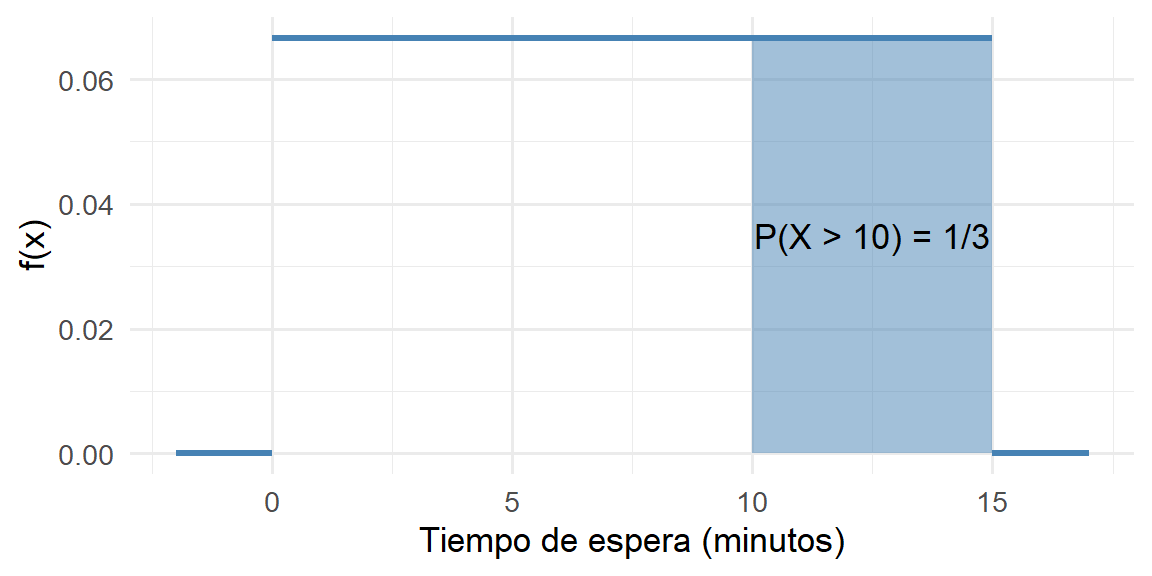 0.06
0.04
0.02
0.00
f(x)
P(X > 10) = 1/3
0 5 10 15
Tiempo de espera (minutos)